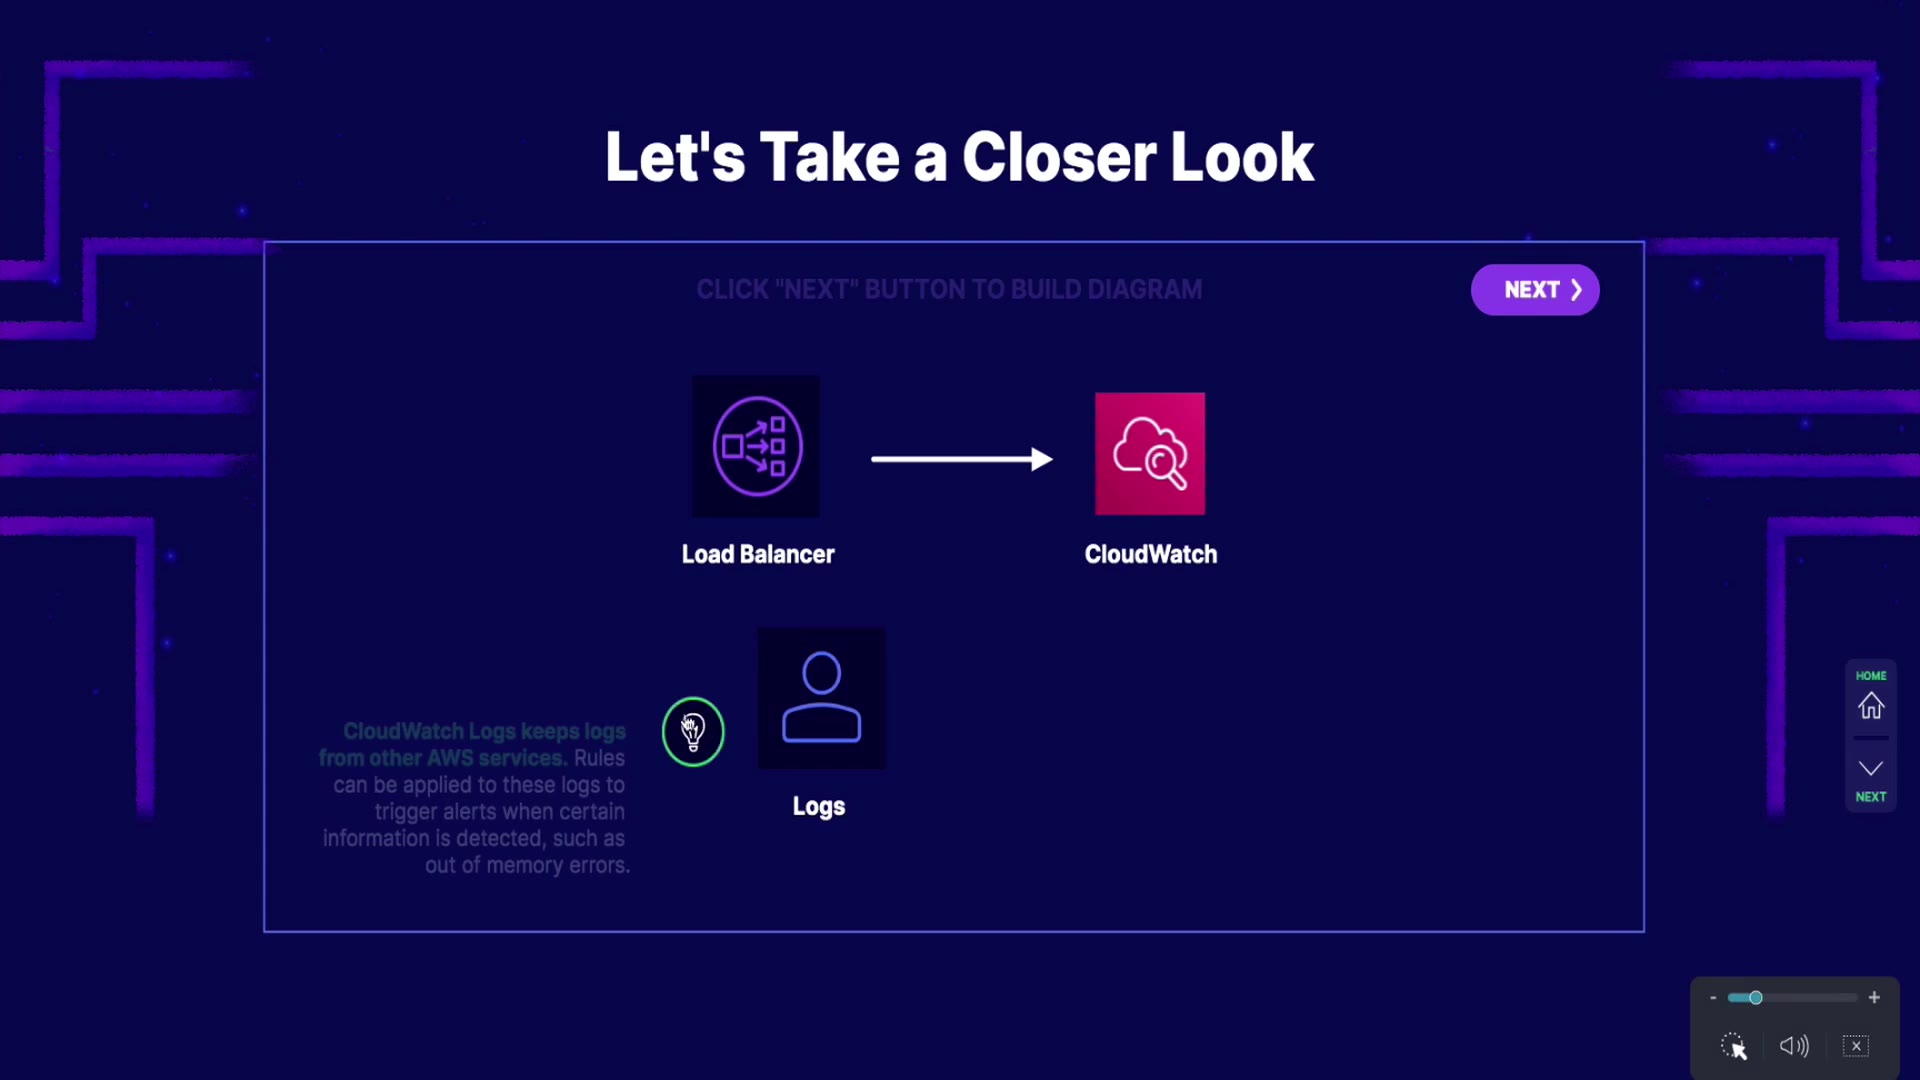 Let's Take a Closer Look
CLICK "NEXT" BUTTON TO BUILD DIAGRAM
NEXT
Load Balancer
CloudWatch
CloudWatch Logs keeps logs
from other AWS services. Rules
can be applied to these logs to
trigger alerts when certain
information is detected, such as
out of memory errors.
Logs
HOME
NEXT
- +
x